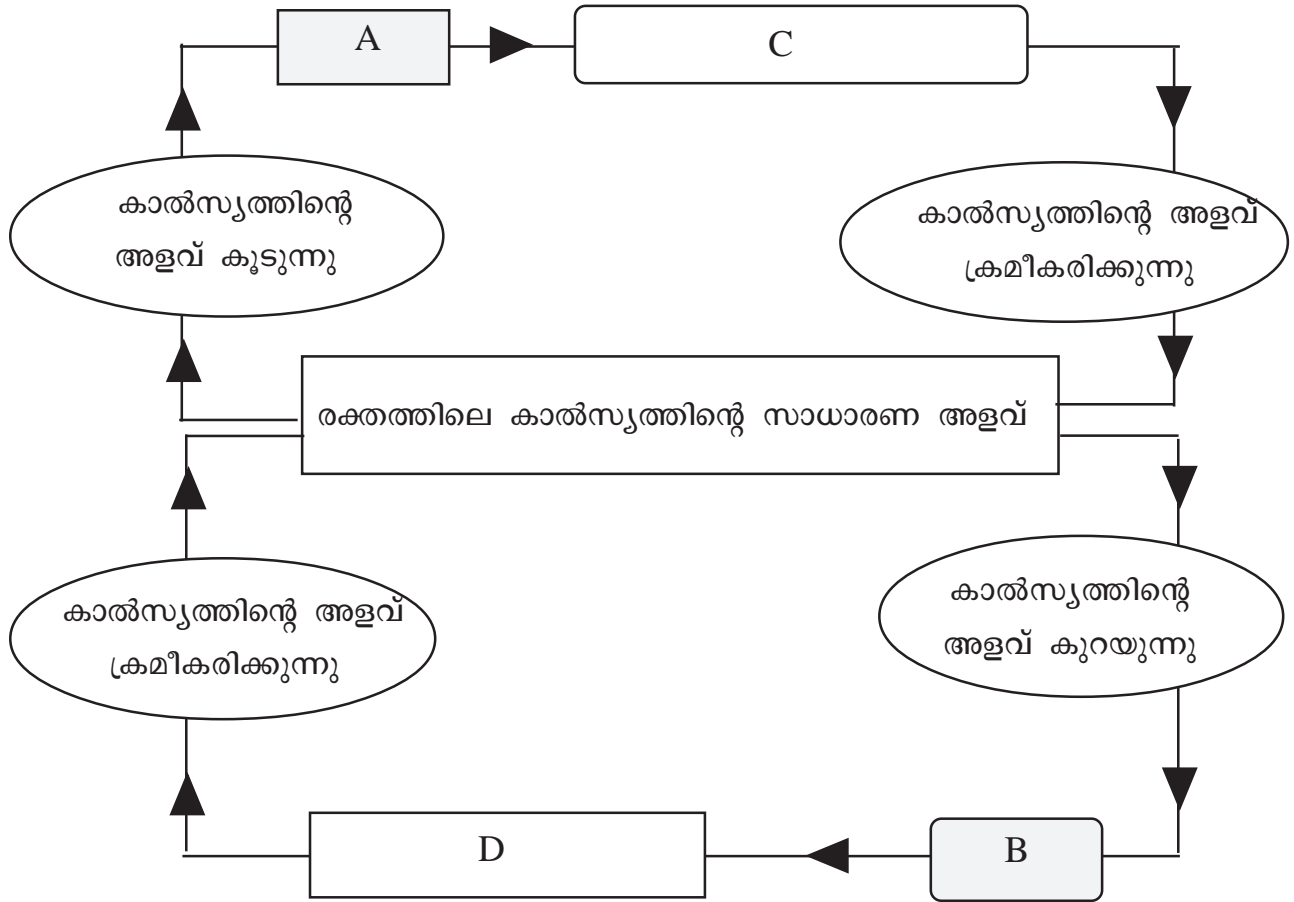 A
C
കാൽസ്യത്തിന്റെ
അളവ് കൂടുന്നു
കാൽസ്യത്തിന്റെ അളവ്
ക്രമീകരിക്കുന്നു
രക്തത്തിലെ കാൽസ്യത്തിന്റെ സാധാരണ അളവ്
കാൽസ്യത്തിന്റെ അളവ്
ക്രമീകരിക്കുന്നു
കാൽസ്യത്തിന്റെ
അളവ് കുറയുന്നു
D
B